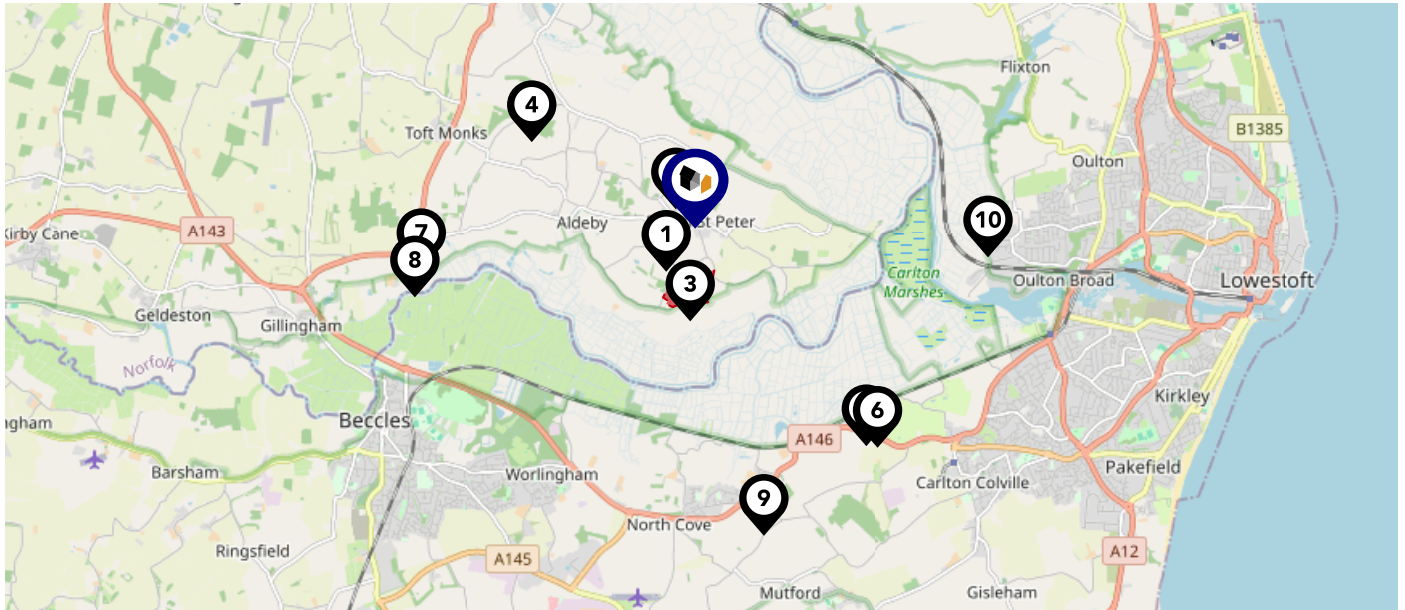 Flixton
4
B1385
Toft Monks
Oulton
10
Aldeby
St Peter
7
1
Kirby Cane
A143
8
Carlton
Marshes
3
Oulton Broad
Lowestoft
Geldeston
Gillingham
Norfolk
Kirkley
6
Beccles
gham
A146
Barsham
Worlingham
Pakefield
Carlton Colville
9
North Cove
Ringsfield
A145
A12
Mutford
Gisleham